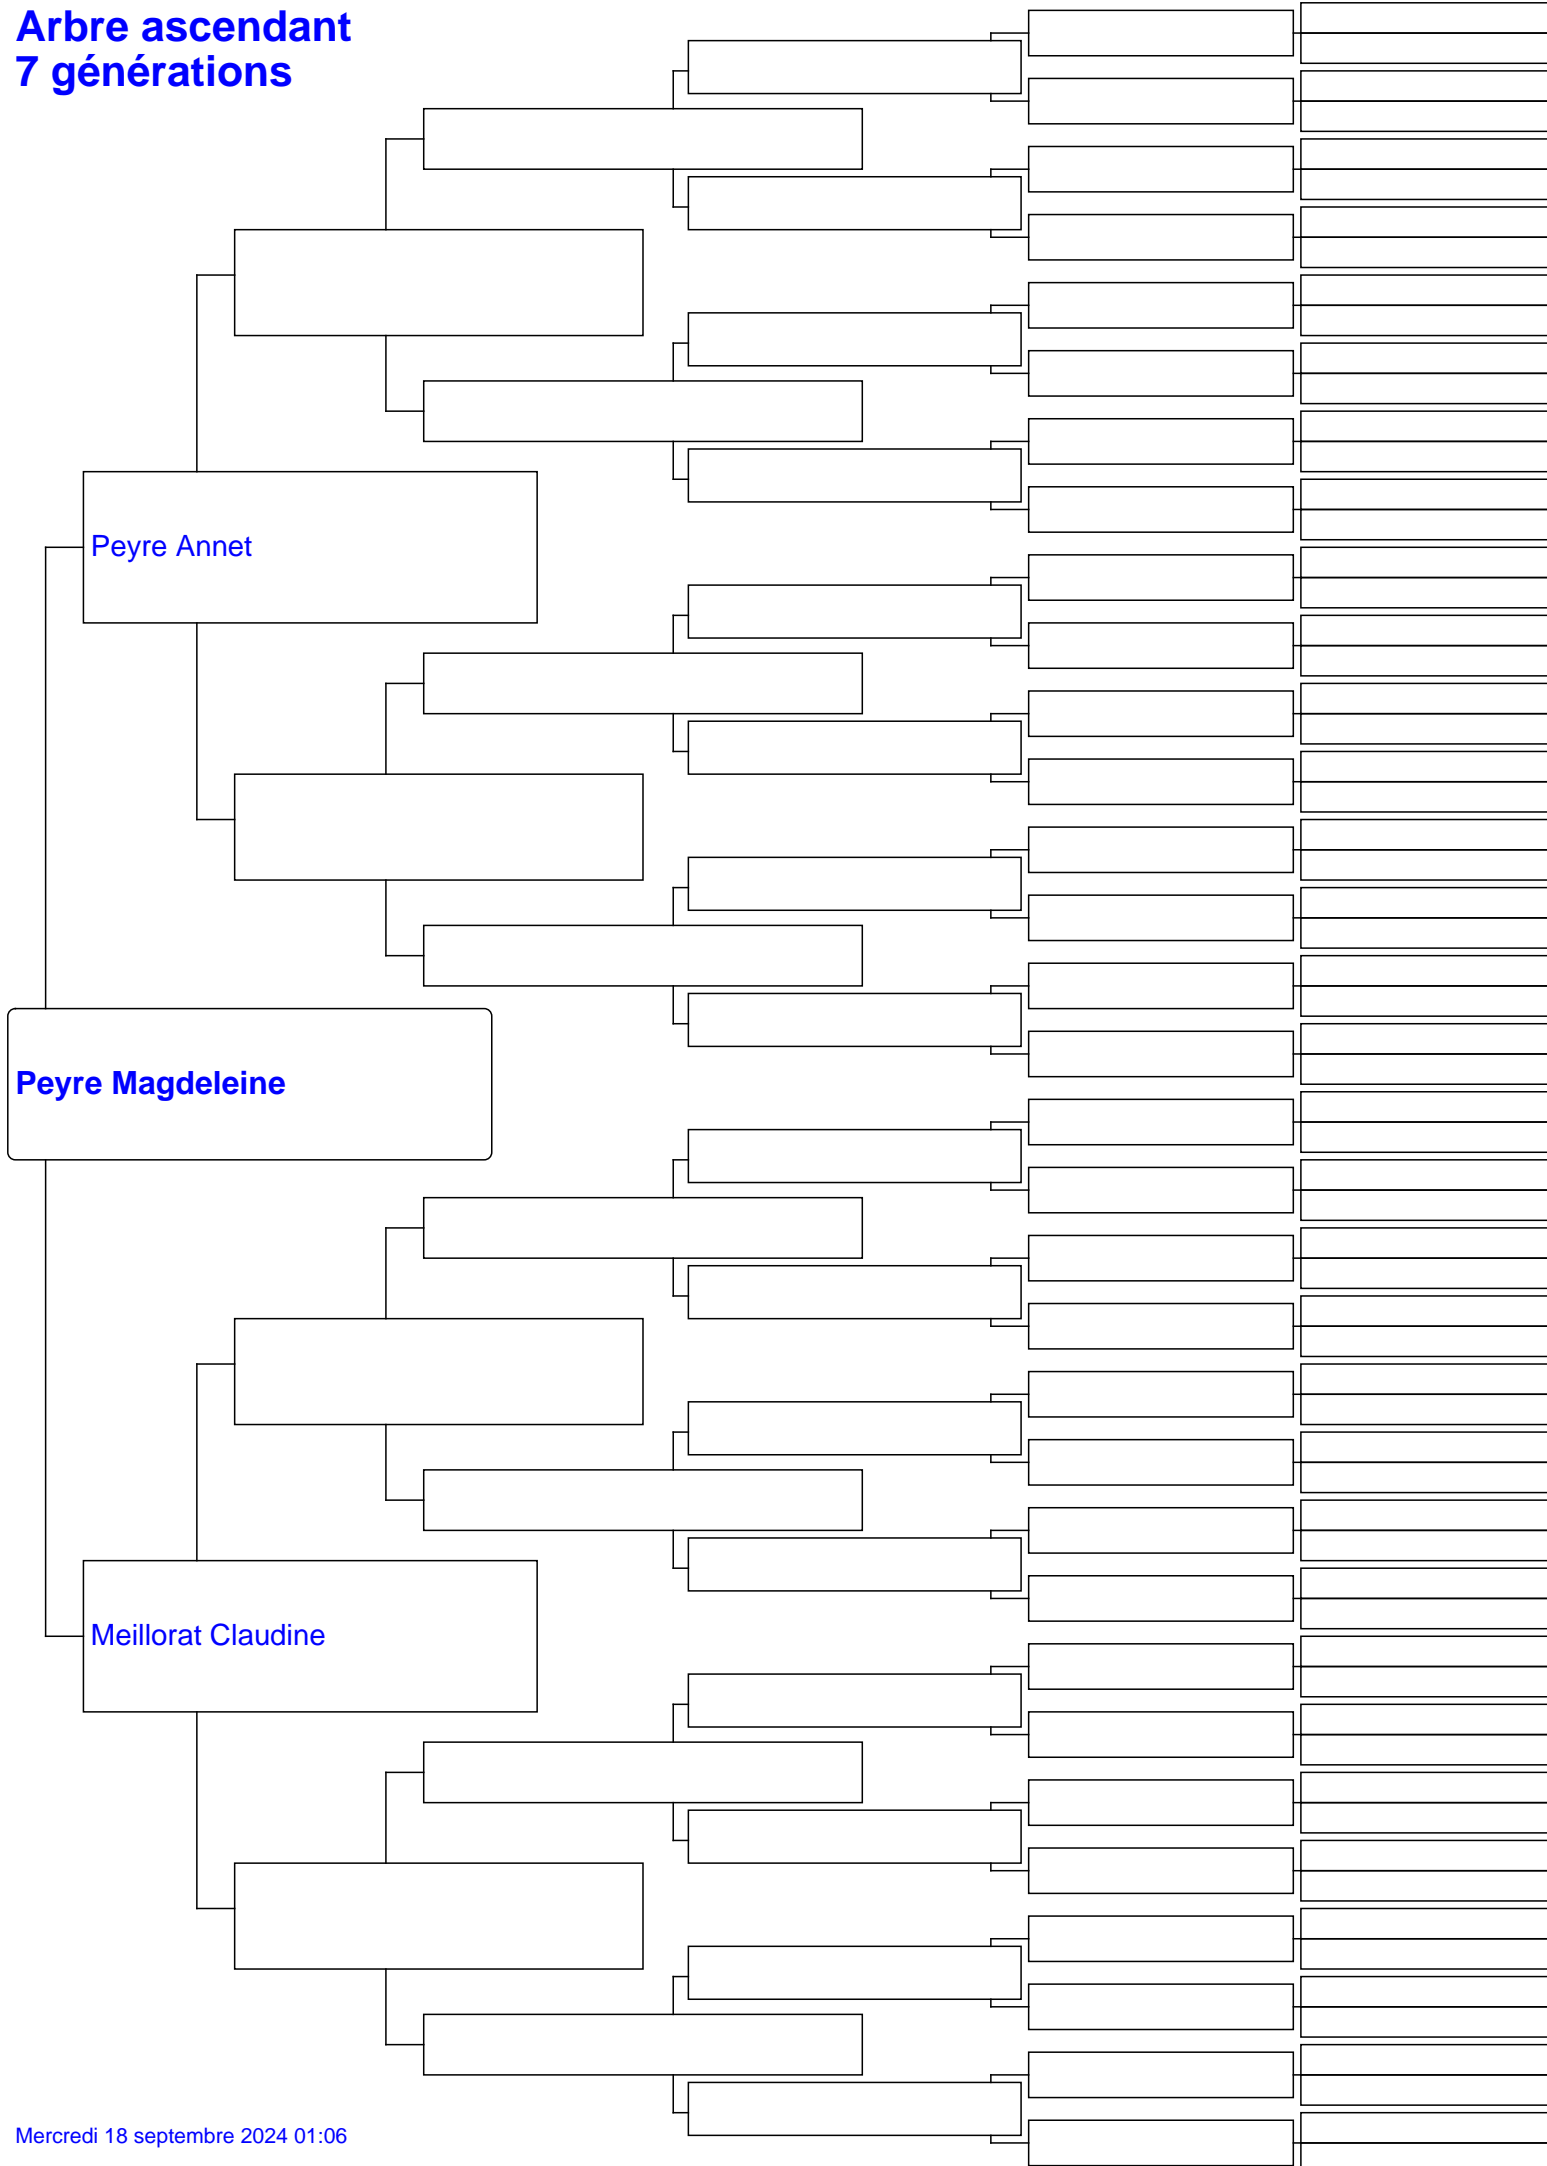 Arbre ascendant
7 générations
Peyre Annet
Peyre Magdeleine
Meillorat Claudine
Mercredi 18 septembre 2024 01:06